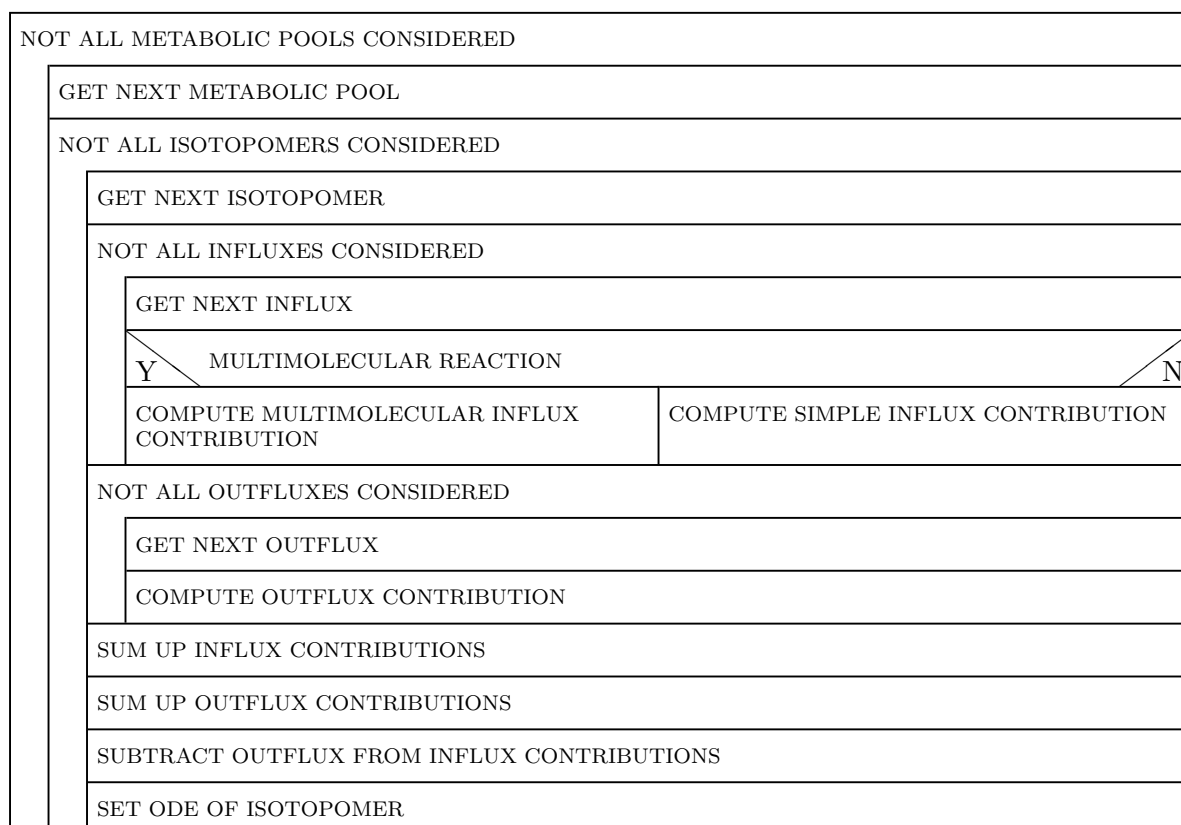 NOT ALL METABOLIC POOLS CONSIDERED
GET NEXT METABOLIC POOL
NOT ALL ISOTOPOMERS CONSIDERED
GET NEXT ISOTOPOMER
NOT ALL INFLUXES CONSIDERED
GET NEXT INFLUX
Y MULTIMOLECULAR REACTION N
COMPUTE MULTIMOLECULAR INFLUX
CONTRIBUTION
COMPUTE SIMPLE INFLUX CONTRIBUTION
NOT ALL OUTFLUXES CONSIDERED
GET NEXT OUTFLUX
COMPUTE OUTFLUX CONTRIBUTION
SUM UP INFLUX CONTRIBUTIONS
SUM UP OUTFLUX CONTRIBUTIONS
SUBTRACT OUTFLUX FROM INFLUX CONTRIBUTIONS
SET ODE OF ISOTOPOMER